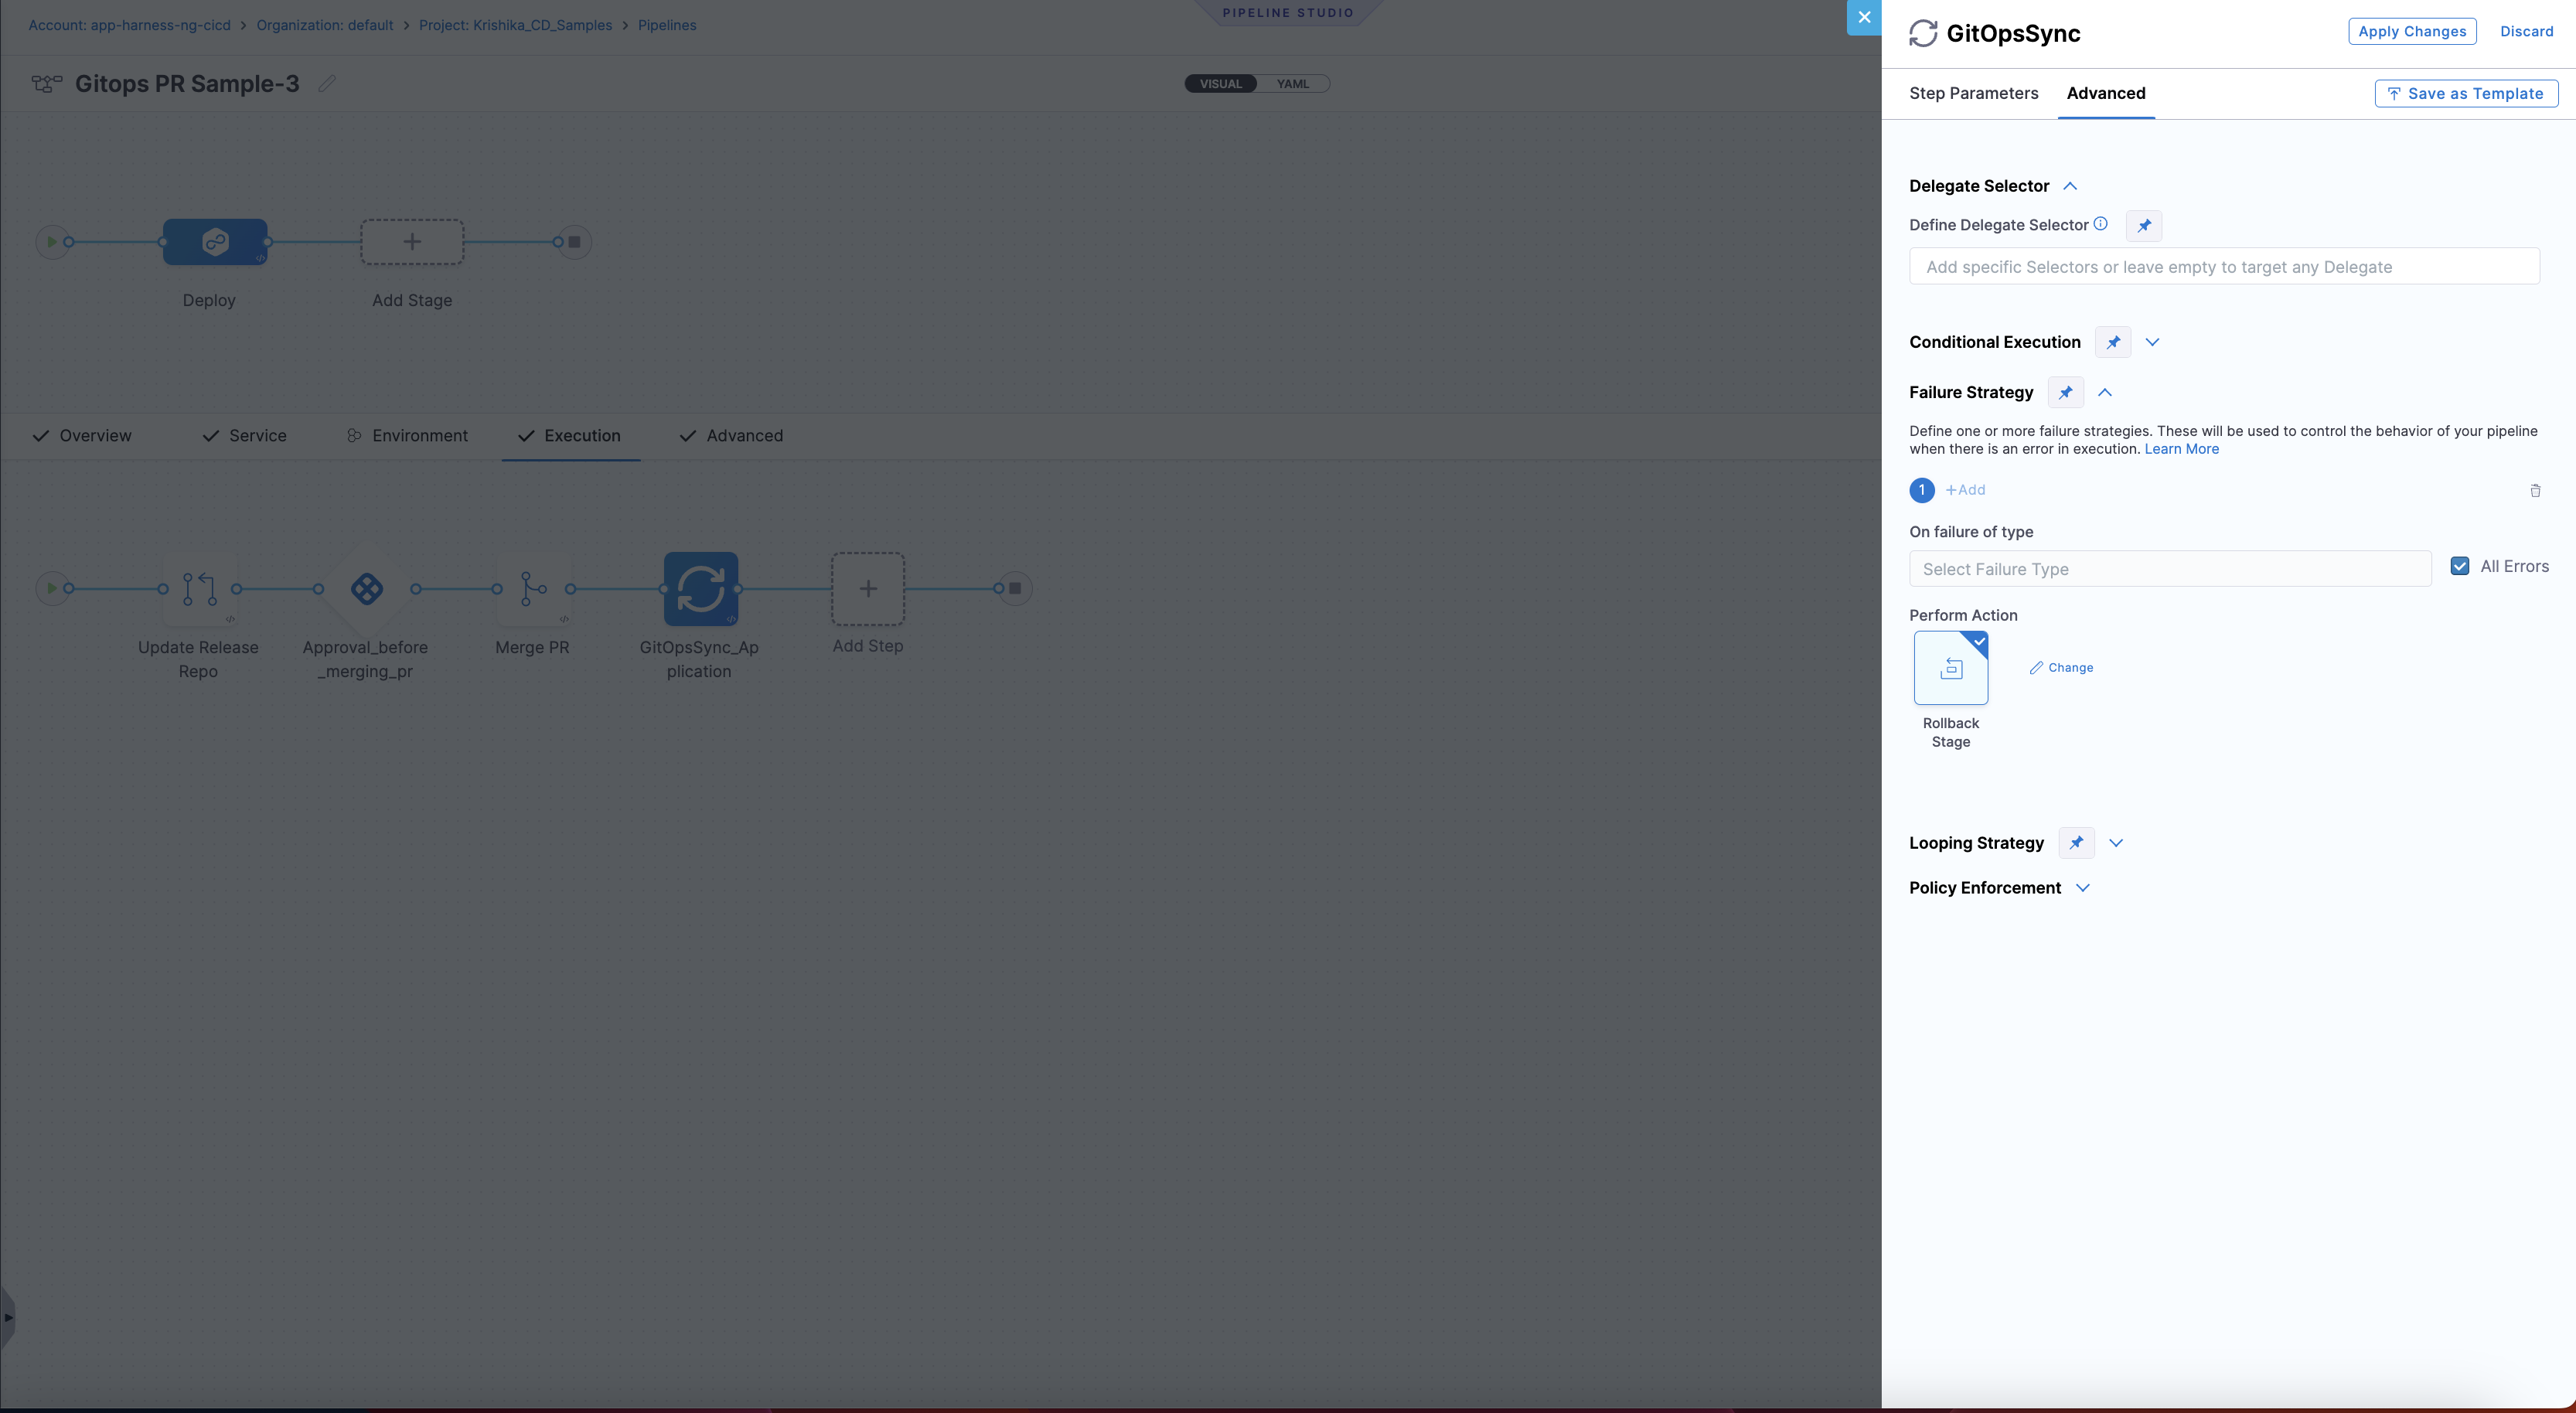 PIPELINE STUDIO
Account: app-harness-ng-cicd > Organization: default > Project: Krishika_CD_Samples > Pipelines
Gitops PR Sample-3
VISUAL YAML
Deploy
Add Stage
Overview
Service
Environment
Execution
Advanced
Update Release
Repo
Approval_before
_merging_pr
Merge PR
GitOpsSync_Ap
plication
Add Step
GitOpsSync
Apply Changes
Discard
Step Parameters
Advanced
Save as Template
Delegate Selector
Define Delegate Selector
Add specific Selectors or leave empty to target any Delegate
Conditional Execution
Failure Strategy
Define one or more failure strategies. These will be used to control the behavior of your pipeline
when there is an error in execution. Learn More
1 +Add
On failure of type
Select Failure Type
All Errors
Perform Action
Change
Rollback
Stage
Looping Strategy
Policy Enforcement